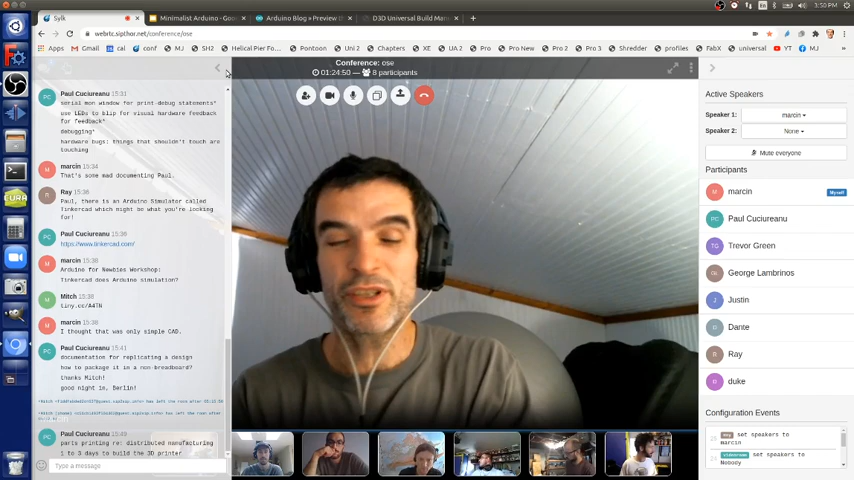 Sylk
Minimalist Arduino - Goo
Arduino Blog » Preview
D3D Universal Build Man
3:50 PM
webrtc.sipthor.net/conference/ose
Apps
Gmail
cal
conf
MJ
SH2
Helical Pier Fo...
Pontoon
Uni 2
Chapters
XE
UA 2
Pro
Pro New
Pro 2
Pro 3
Shredder
profiles
FabX
universal
YT
MJ
Conference: ose
01:24:50 — 8 participants
Paul Cuciureanu 15:31
serial mon window for print-debug statements*
use LEDs to blip for visual hardware feedback
for feedback*
debugging*
hardware bugs: things that shouldn't touch are
touching
marcin 15:34
That's some mad documenting Paul.
Ray 15:36
Paul, there is an Arduino Simulator called
Tinkercad which might be what you're looking
for!
Paul Cuciureanu 15:36
https://www.tinkercad.com/
marcin 15:38
Arduino for Newbies Workshop:
Tinkercad does Arduino simulation?
Mitch 15:38
tiny.cc/A4TN
marcin 15:38
I thought that was only simple CAD.
Paul Cuciureanu 15:41
documentation for replicating a design
how to package it in a non-breadboard?
thanks Mitch!
good night in, Berlin!
Paul Cuciureanu 15:49
parts printing re: distributed manufacturing
1 to 3 days to build the 3D printer
Type a message
Active Speakers
Speaker 1:
marcin
Speaker 2:
None
Mute everyone
Participants
marcin
Myself
Paul Cuciureanu
Trevor Green
George Lambrinos
Justin
Dante
Ray
duke
Configuration Events
set speakers to
Marcin
set speakers to
Nobody